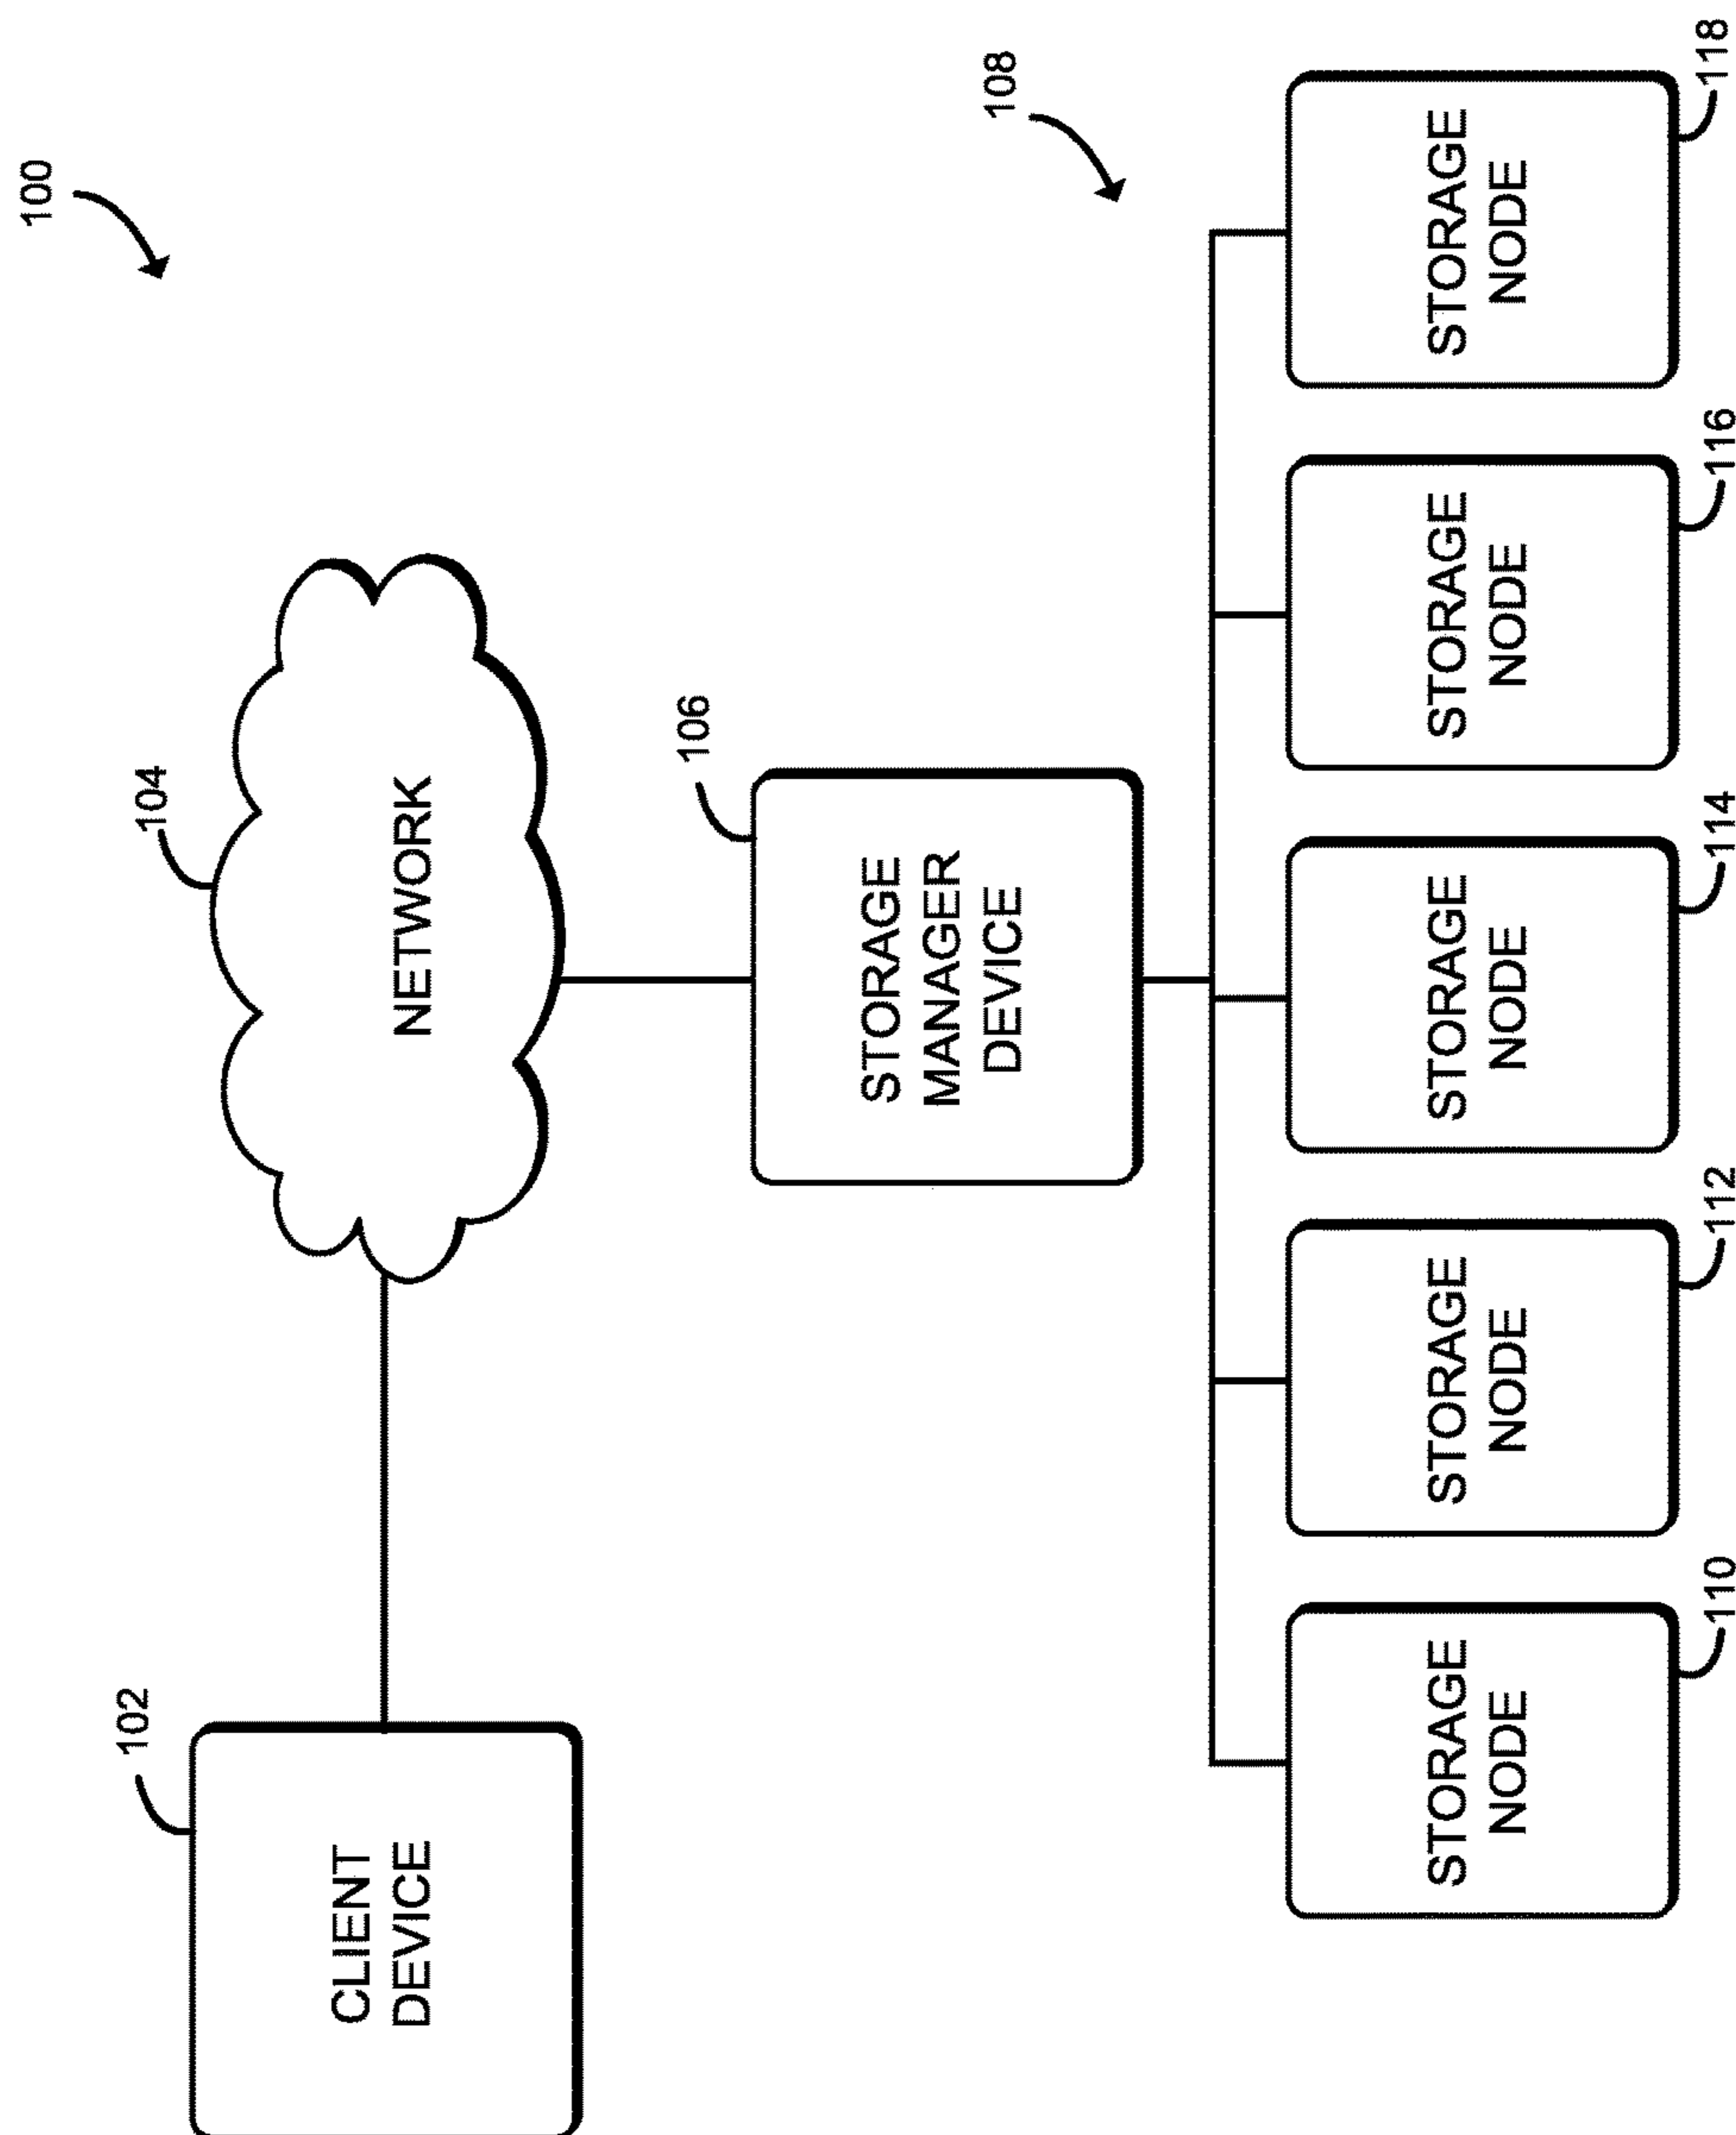 100
102
CLIENT
DEVICE
104
NETWORK
106
STORAGE
MANAGER
DEVICE
108
STORAGE
NODE
110
STORAGE
NODE
112
STORAGE
NODE
114
STORAGE
NODE
116
STORAGE
NODE
118